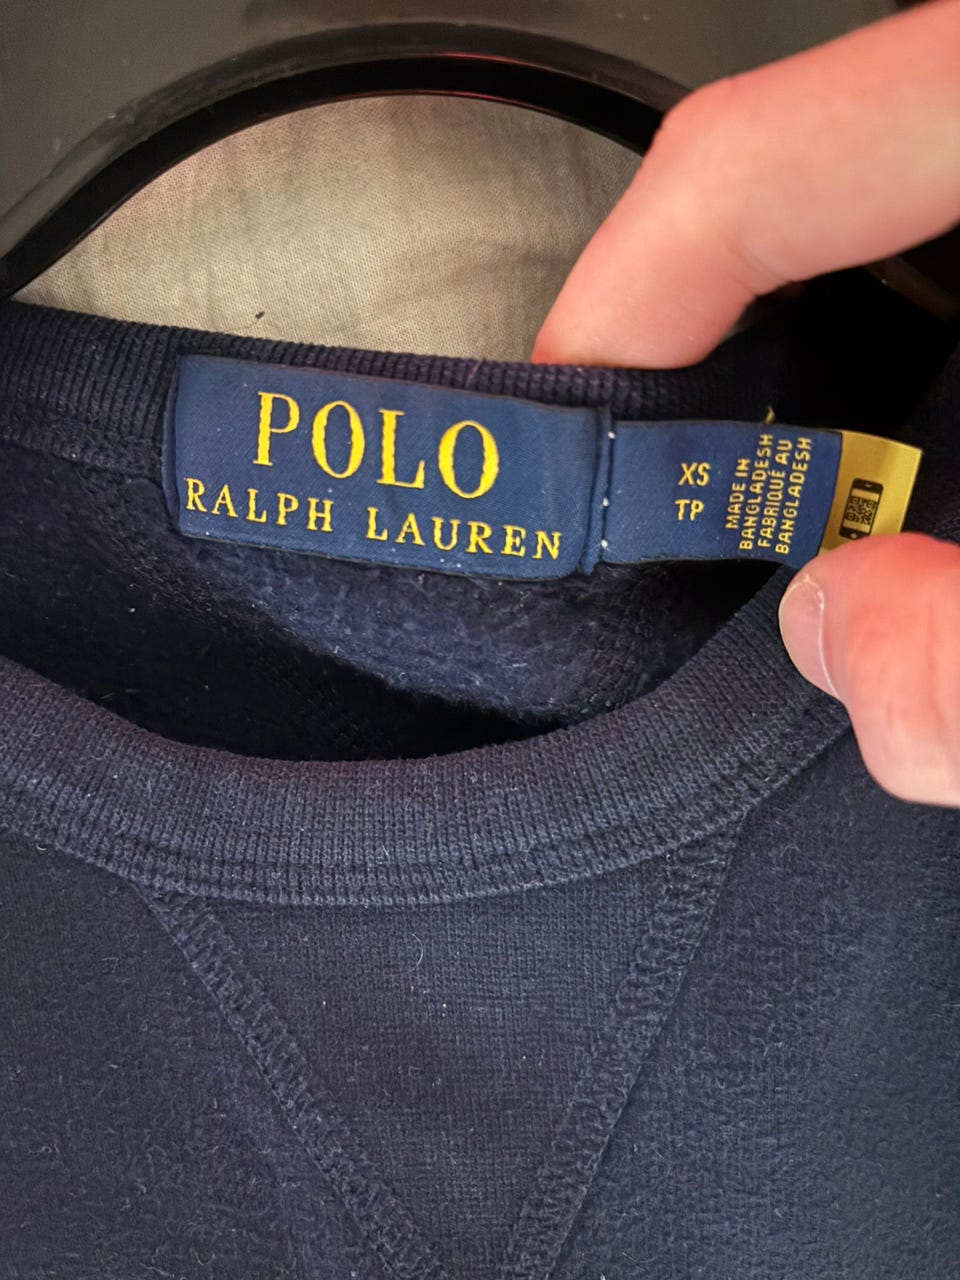 POLO
RALPH LAUREN
XS
TP
MADE IN
BANGLADESH
FABRIQUÉ AU
BANGLADESH